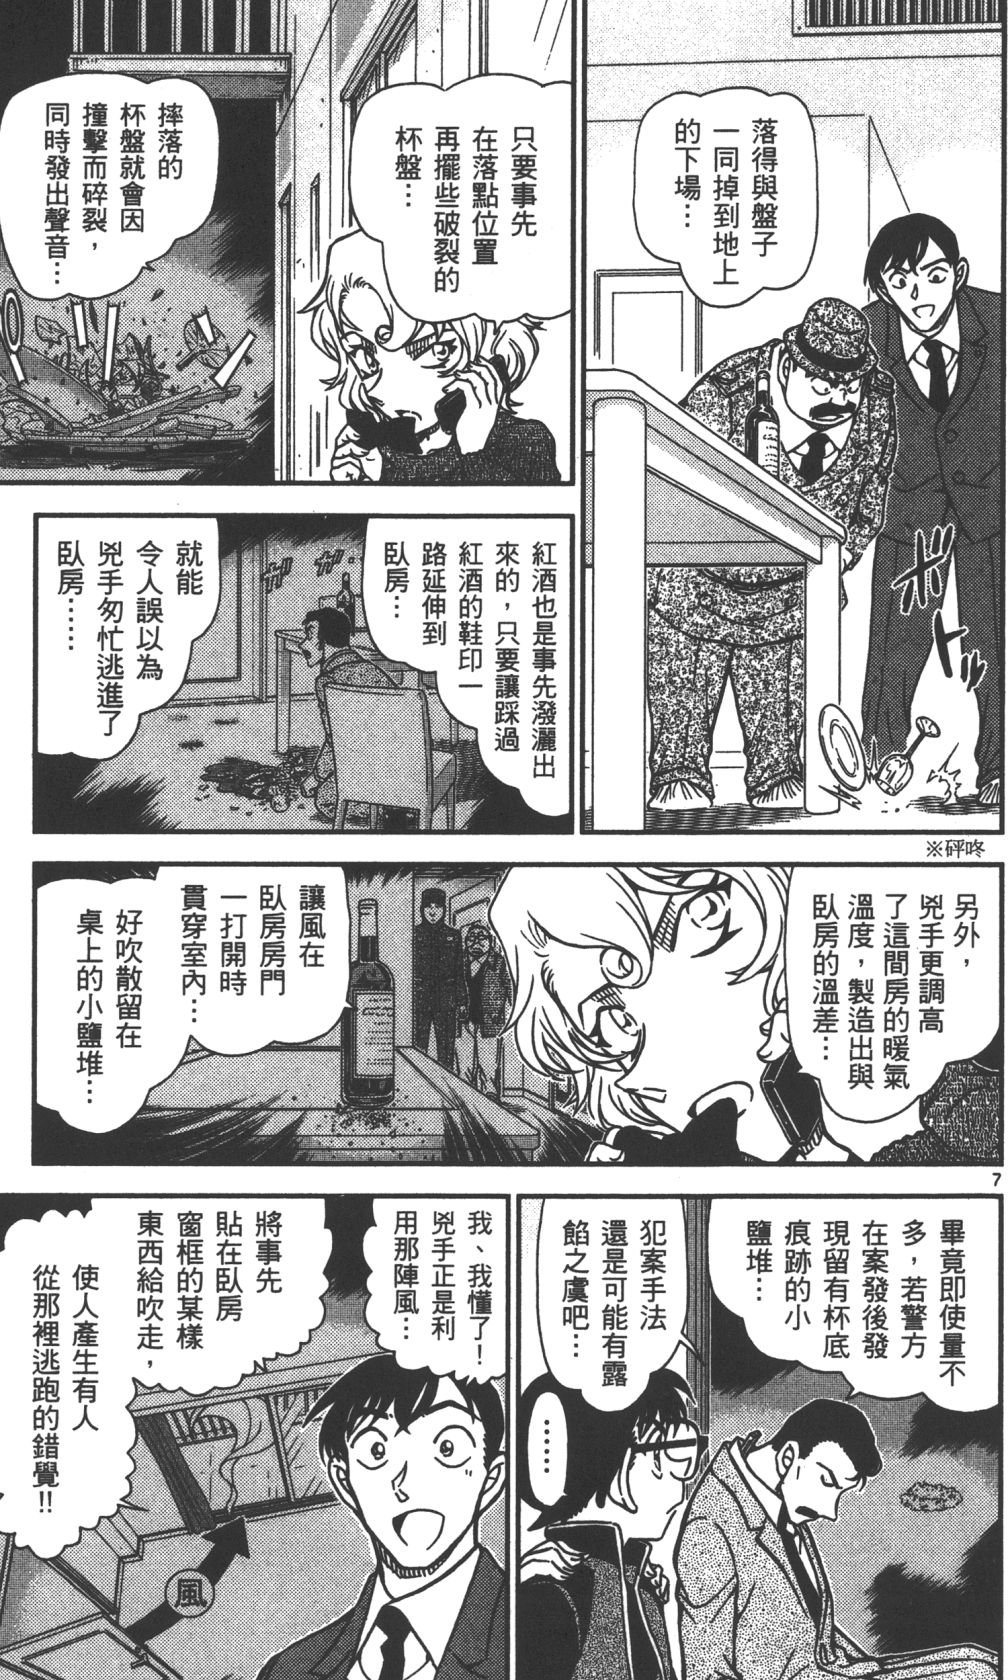 落得與盤子
一同掉到地上
的下場…
ガ
ドッ
※砰咚
只要事先
在落點位置
再擺些破裂的
杯盤…
摔落的
杯盤就會因
撞擊而碎裂，
同時發出聲音…
紅酒也是事先潑灑出
來的，只要讓踩過
紅酒的鞋印一
路延伸到
臥房…
就能
令人誤以為
兇手匆忙逃進了
臥房……
另外，
兇手更調高
了這間房的暖氣
溫度，製造出與
臥房的溫差…
讓風在
臥房房門
一打開時
貫穿室內…
好吹散留在
桌上的小鹽堆…
7
畢竟即使量不
多，若警方
在案發後發
現留有杯底
痕跡的小
鹽堆…
犯案手法
還是可能有露
餡之虞吧…
……
我、我懂了！
兇手正是利
用那陣風…
將事先
貼在臥房
窗框的某樣
東西給吹走，
使人產生有人
從那裡逃跑的錯覺!!
風